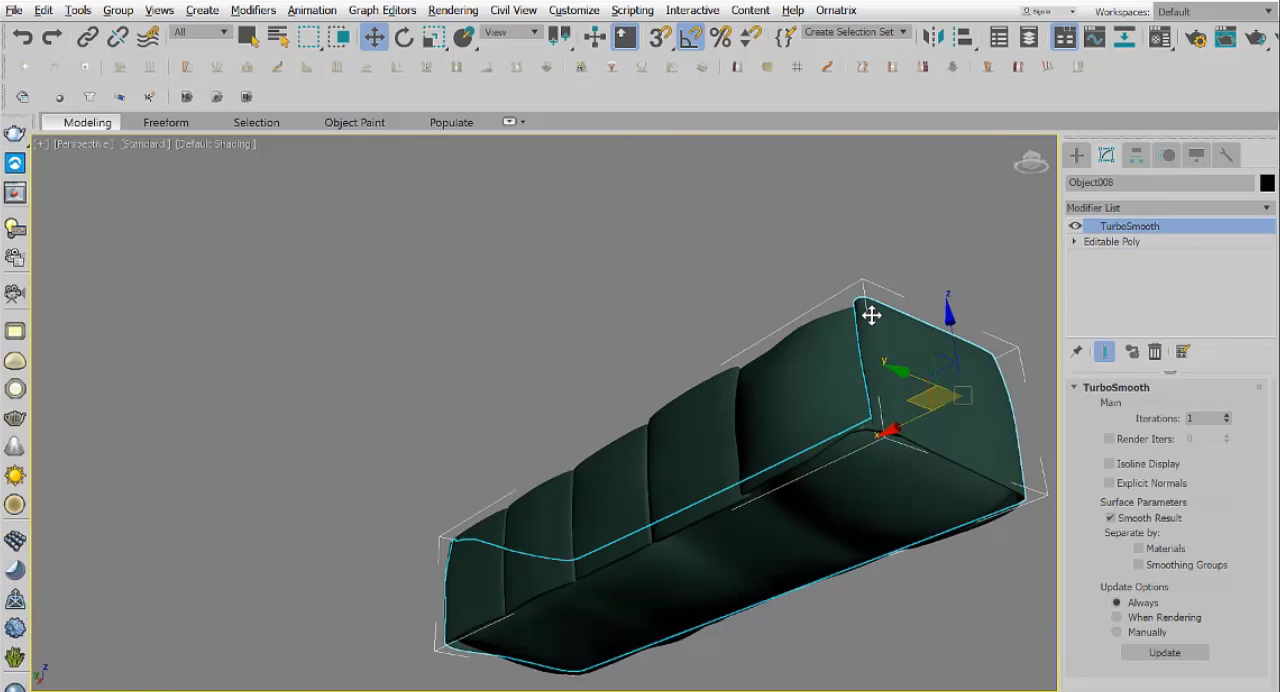 File Edit Tools Group Views Create Modifiers Animation Graph Editors Rendering Civil View Customize Scripting Interactive Content Help Ornatrix
Sign In
Workspaces: Default
All
View
Create Selection Set
Modeling Freeform Selection Object Paint Populate
[+] [Perspective] [Standard] [Default Shading]
Object008
Modifier List
TurboSmooth
Editable Poly
TurboSmooth
Main
Iterations: 1
Render Iters: 0
Isoline Display
Explicit Normals
Surface Parameters
Smooth Result
Separate by:
Materials
Smoothing Groups
Update Options
Always
When Rendering
Manually
Update
z
y
x
z